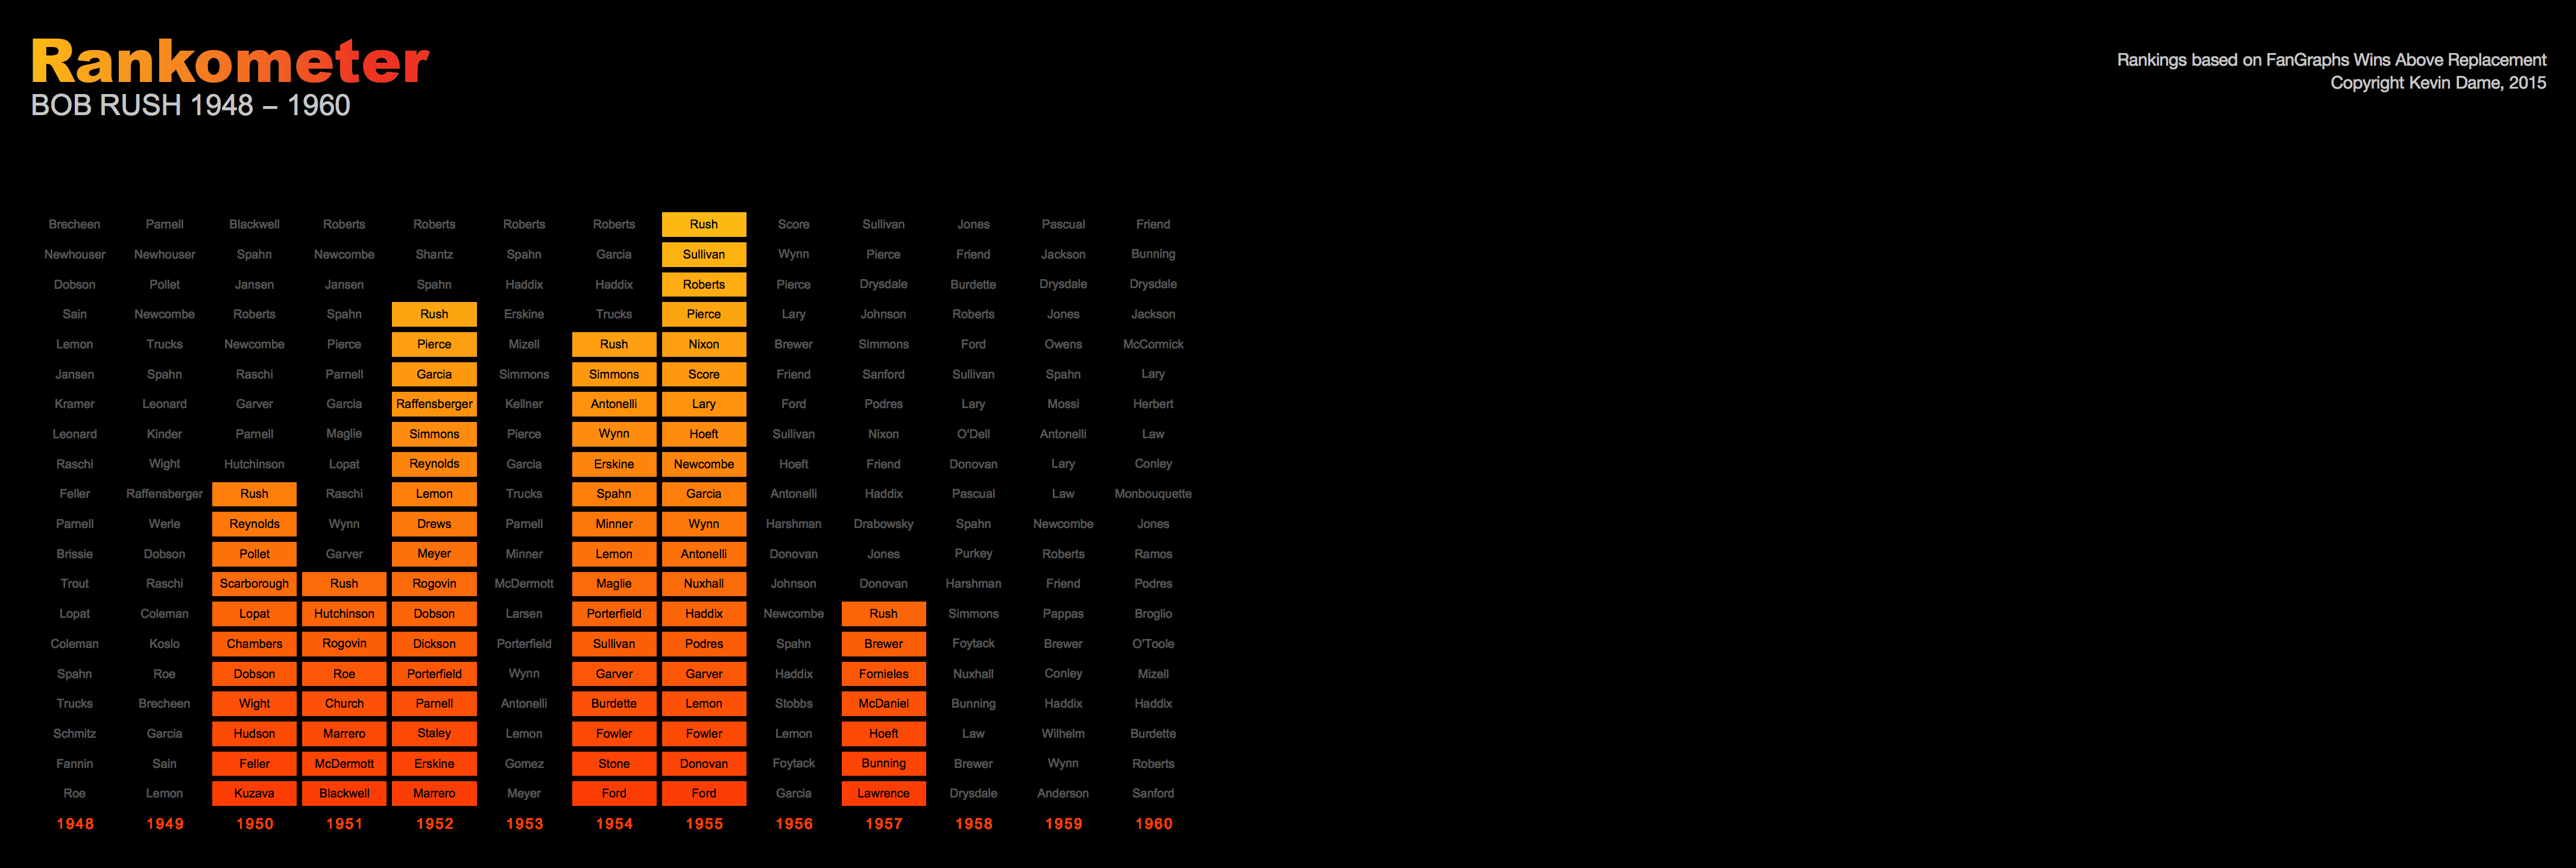 Rankometer
BOB RUSH 1948 – 1960
Rankings based on FanGraphs Wins Above Replacement
Copyright Kevin Dame, 2015
Brecheen Parnell Blackwell Roberts Roberts Roberts Roberts Rush Score Sullivan Jones Pascual Friend
Newhouser Newhouser Spahn Newcombe Shantz Spahn Garcia Sullivan Wynn Pierce Friend Jackson Bunning
Dobson Pollet Jansen Jansen Spahn Haddix Haddix Roberts Pierce Drysdale Burdette Drysdale Drysdale
Sain Newcombe Roberts Spahn Rush Erskine Trucks Pierce Lary Johnson Roberts Jones Jackson
Lemon Trucks Newcombe Pierce Pierce Mizell Rush Nixon Brewer Simmons Ford Owens McCormick
Jansen Spahn Raschi Parnell Garcia Simmons Simmons Score Friend Sanford Sullivan Spahn Lary
Kramer Leonard Garver Garcia Raffensberger Kellner Antonelli Lary Ford Podres Lary Mossi Herbert
Leonard Kinder Parnell Maglie Simmons Pierce Wynn Hoeft Sullivan Nixon O'Dell Antonelli Law
Raschi Wight Hutchinson Lopat Reynolds Garcia Erskine Newcombe Hoeft Friend Donovan Lary Conley
Feller Raffensberger Rush Raschi Lemon Trucks Spahn Garcia Antonelli Haddix Pascual Law Monbouquette
Parnell Werle Reynolds Wynn Drews Parnell Minner Wynn Harshman Drabowsky Spahn Newcombe Jones
Brissie Dobson Pollet Garver Meyer Minner Lemon Antonelli Donovan Jones Purkey Roberts Ramos
Trout Raschi Scarborough Rush Rogovin McDermott Maglie Nuxhall Johnson Donovan Harshman Friend Podres
Lopat Coleman Lopat Hutchinson Dobson Larsen Porterfield Haddix Newcombe Rush Simmons Pappas Broglio
Coleman Koslo Chambers Rogovin Dickson Porterfield Sullivan Podres Spahn Brewer Foytack Brewer O'Toole
Spahn Roe Dobson Roe Porterfield Wynn Garver Garver Haddix Fornieles Nuxhall Conley Mizell
Trucks Brecheen Wight Church Parnell Antonelli Burdette Lemon Stobbs McDaniel Bunning Haddix Haddix
Schmitz Garcia Hudson Marrero Staley Lemon Fowler Fowler Lemon Hoeft Law Wilhelm Burdette
Fannin Sain Feller McDermott Erskine Gomez Stone Donovan Foytack Bunning Brewer Wynn Roberts
Roe Lemon Kuzava Blackwell Marrero Meyer Ford Ford Garcia Lawrence Drysdale Anderson Sanford
1948 1949 1950 1951 1952 1953 1954 1955 1956 1957 1958 1959 1960